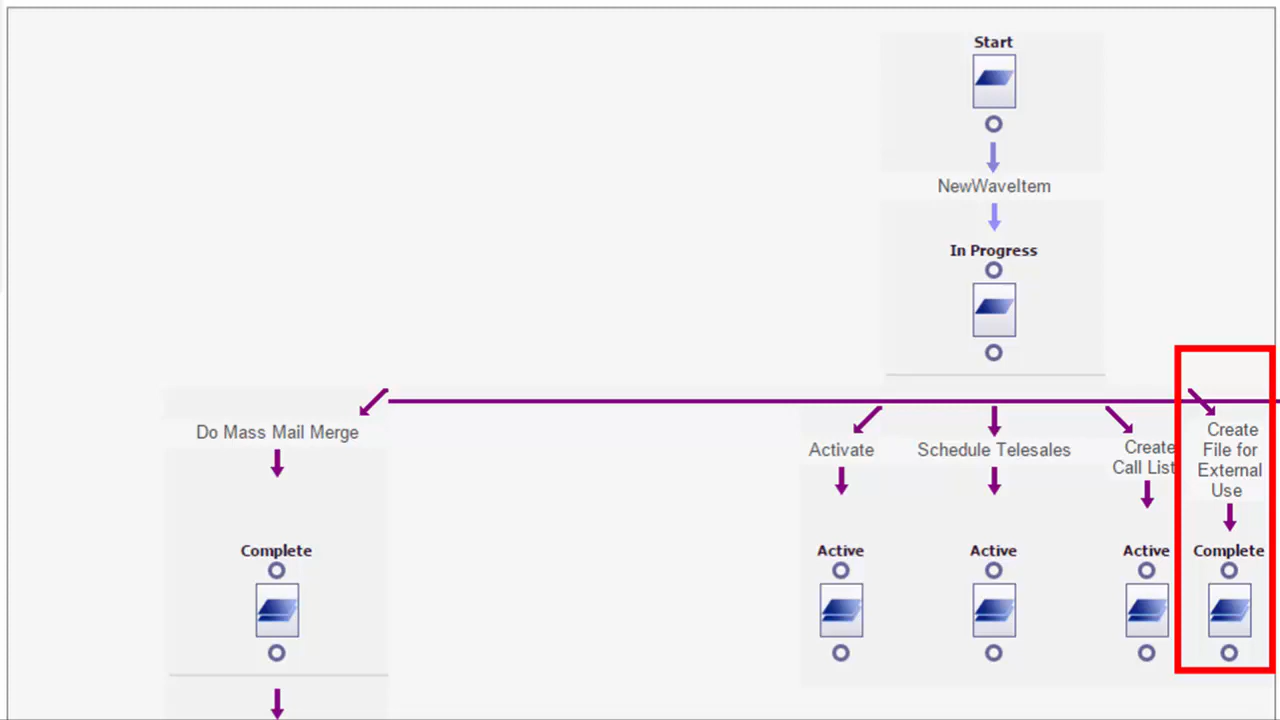 Start
NewWaveItem
In Progress
Do Mass Mail Merge
Activate
Schedule Telesales
Create
Call List
Create
File for
External
Use
Complete
Active
Active
Active
Complete